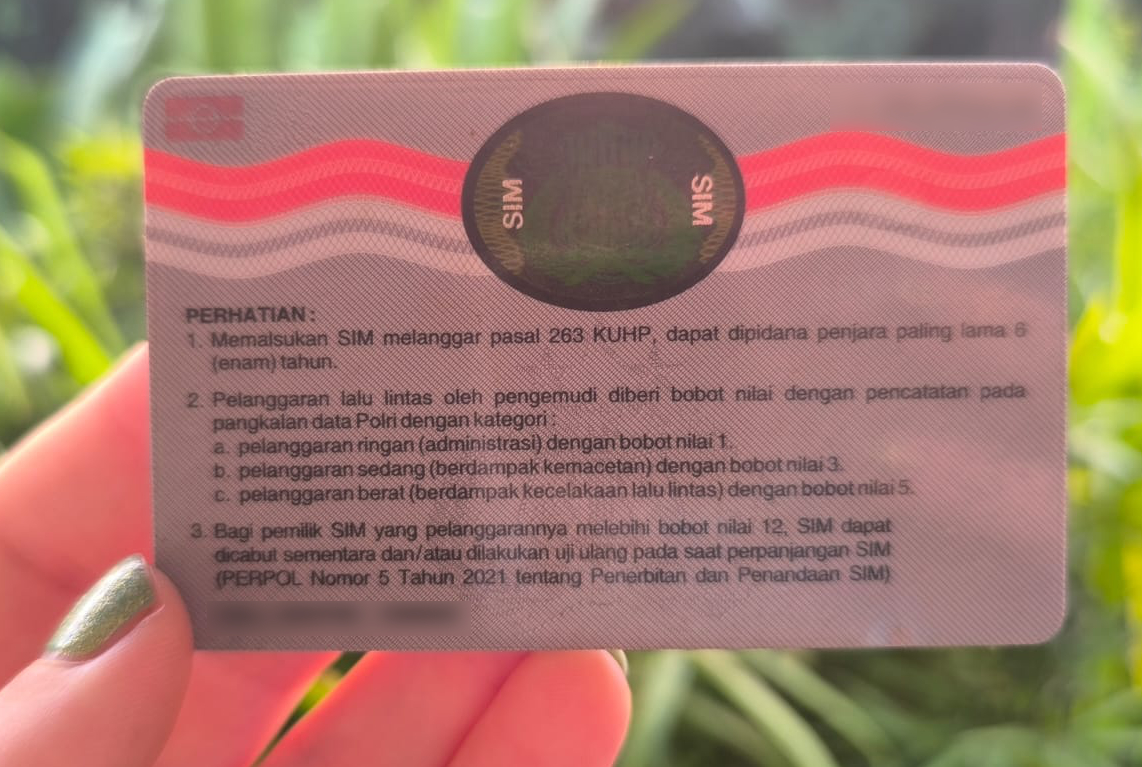 SIM
SIM
PERHATIAN :
1. Memalsukan SIM melanggar pasal 263 KUHP, dapat dipidana penjara paling lama 6
(enam) tahun.
2. Pelanggaran lalu lintas oleh pengemudi diberi bobot nilai dengan pencatatan pada
pangkalan data Polri dengan kategori :
a. pelanggaran ringan (administrasi) dengan bobot nilai 1.
b. pelanggaran sedang (berdampak kemacetan) dengan bobot nilai 3.
c. pelanggaran berat (berdampak kecelakaan lalu lintas) dengan bobot nilai 5.
3. Bagi pemilik SIM yang pelanggarannya melebihi bobot nilai 12, SIM dapat
dicabut sementara dan/atau dilakukan uji ulang pada saat perpanjangan SIM
(PERPOL Nomor 5 Tahun 2021 tentang Penerbitan dan Penandaan SIM)